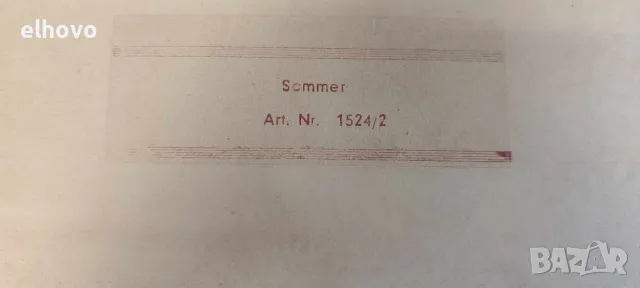 elhovo
Sommer
Art. Nr. 1524/2
BAZAR